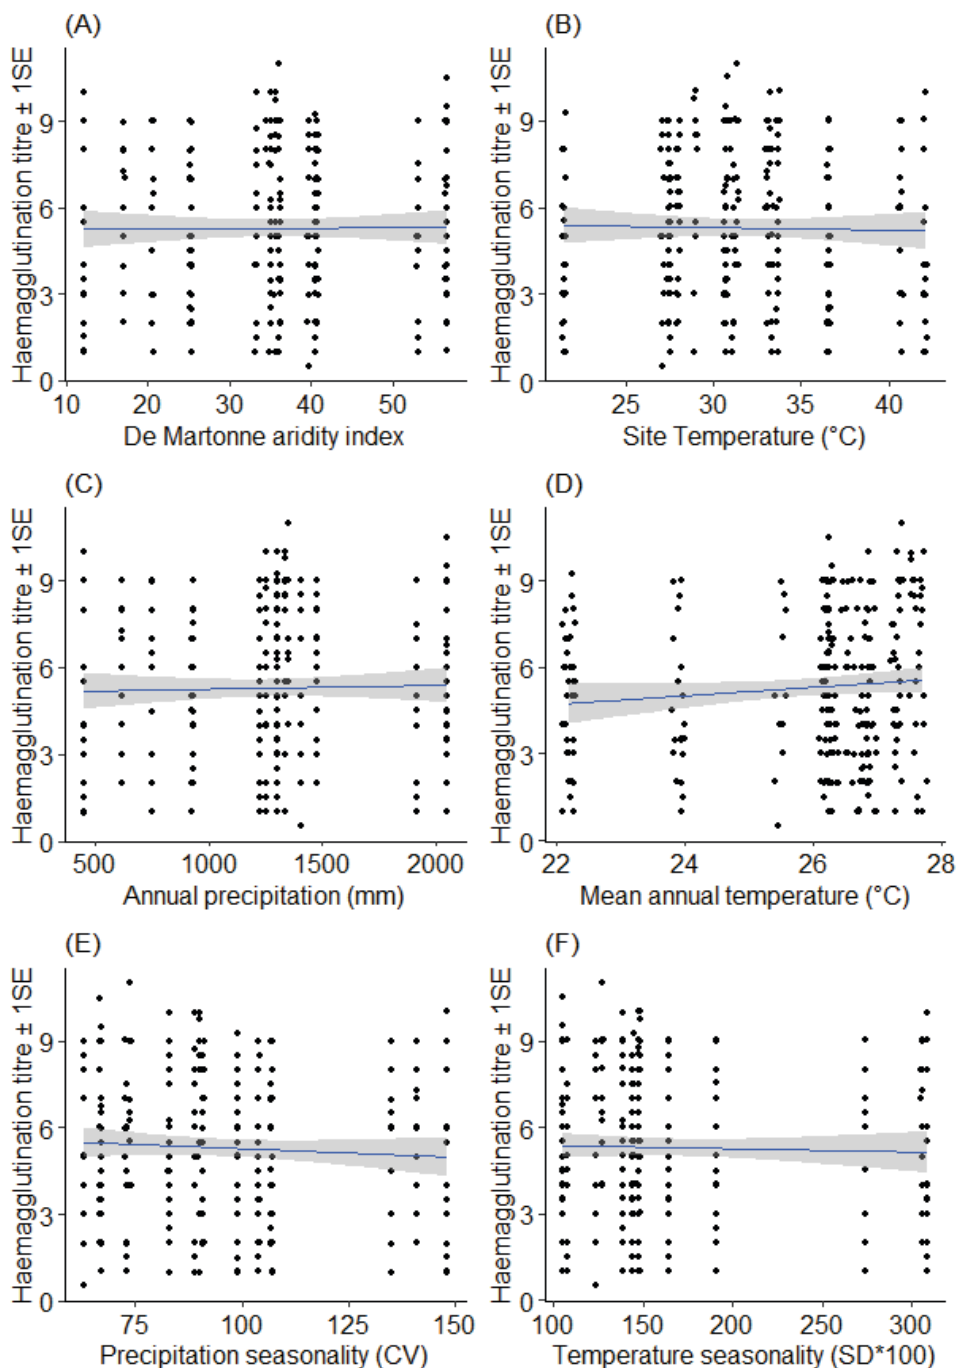 (A)
Haemagglutination titre ± 1SE
9
6
3
0
10 20 30 40 50
De Martonne aridity index
(B)
Haemagglutination titre ± 1SE
9
6
3
0
25 30 35 40
Site Temperature (°C)
(C)
Haemagglutination titre ± 1SE
9
6
3
0
500 1000 1500 2000
Annual precipitation (mm)
(D)
Haemagglutination titre ± 1SE
9
6
3
0
22 24 26 28
Mean annual temperature (°C)
(E)
Haemagglutination titre ± 1SE
9
6
3
0
75 100 125 150
Precipitation seasonality (CV)
(F)
Haemagglutination titre ± 1SE
9
6
3
0
100 150 200 250 300
Temperature seasonality (SD*100)